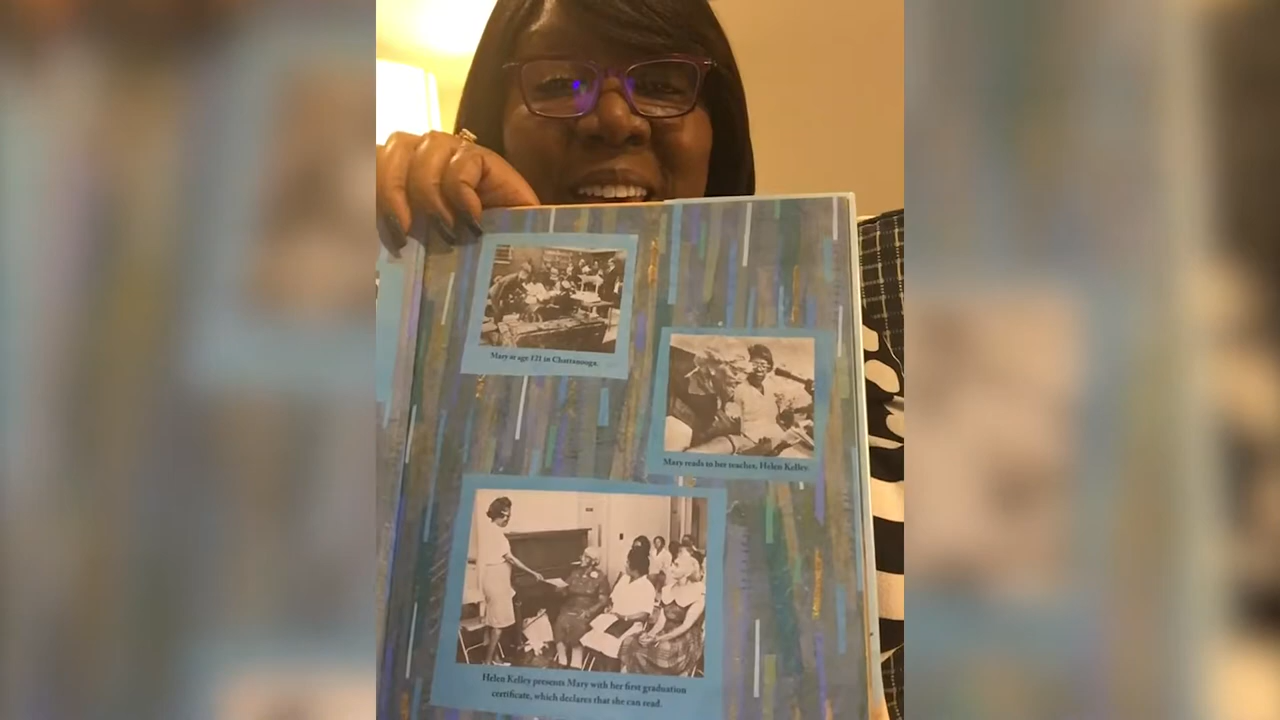 Mary at age 121 in Chattanooga.
Mary reads to her teacher, Helen Kelley.
Helen Kelley presents Mary with her first graduation
certificate, which declares that she can read.